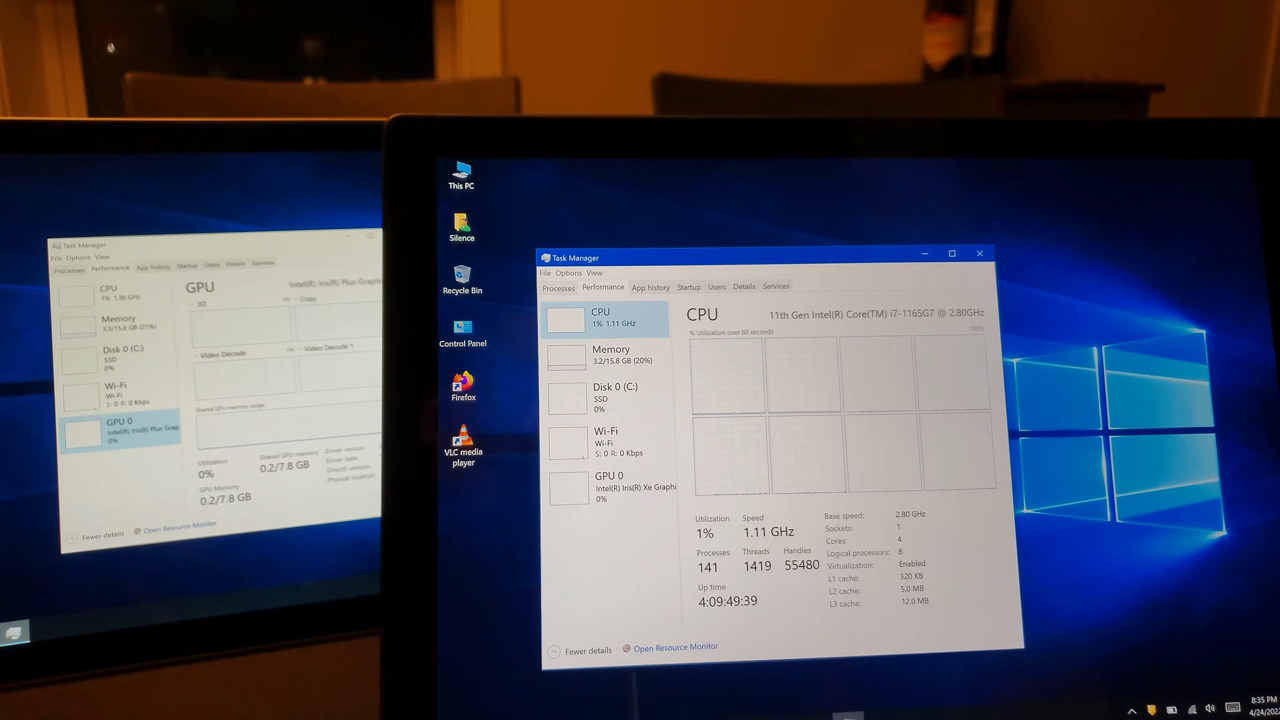 Task Manager
File Options View
Processes Performance App history Startup Users Details Services
CPU
1% 1.36 GHz
Memory
3.3/15.6 GB (21%)
Disk 0 (C:)
SSD
0%
Wi-Fi
Wi-Fi
S: 0 R: 0 Kbps
GPU 0
Intel(R) Iris(R) Plus Grap
0%
GPU
Intel(R) Iris(R) Plus Graph
3D
0% Copy
Video Decode
0% Video Decode 1
Shared GPU memory usage
Utilization
0%
Shared GPU memory
0.2/7.8 GB
Driver version:
Driver date:
DirectX version:
Physical location:
GPU Memory
0.2/7.8 GB
Fewer details
Open Resource Monitor
This PC
Silence
Recycle Bin
Control Panel
Firefox
VLC media
player
Task Manager
File Options View
Processes Performance App history Startup Users Details Services
CPU
1% 1.11 GHz
Memory
3.2/15.8 GB (20%)
Disk 0 (C:)
SSD
0%
Wi-Fi
Wi-Fi
S: 0 R: 0 Kbps
GPU 0
Intel(R) Iris(R) Xe Graphi
0%
CPU
11th Gen Intel(R) Core(TM) i7-1165G7 @ 2.80GHz
% Utilization over 60 seconds
100%
Utilization Speed
1% 1.11 GHz
Processes Threads Handles
141 1419 55480
Up time
4:09:49:39
Base speed: 2.80 GHz
Sockets: 1
Cores: 4
Logical processors: 8
Virtualization: Enabled
L1 cache: 320 KB
L2 cache: 5.0 MB
L3 cache: 12.0 MB
Fewer details
Open Resource Monitor
8:35 PM